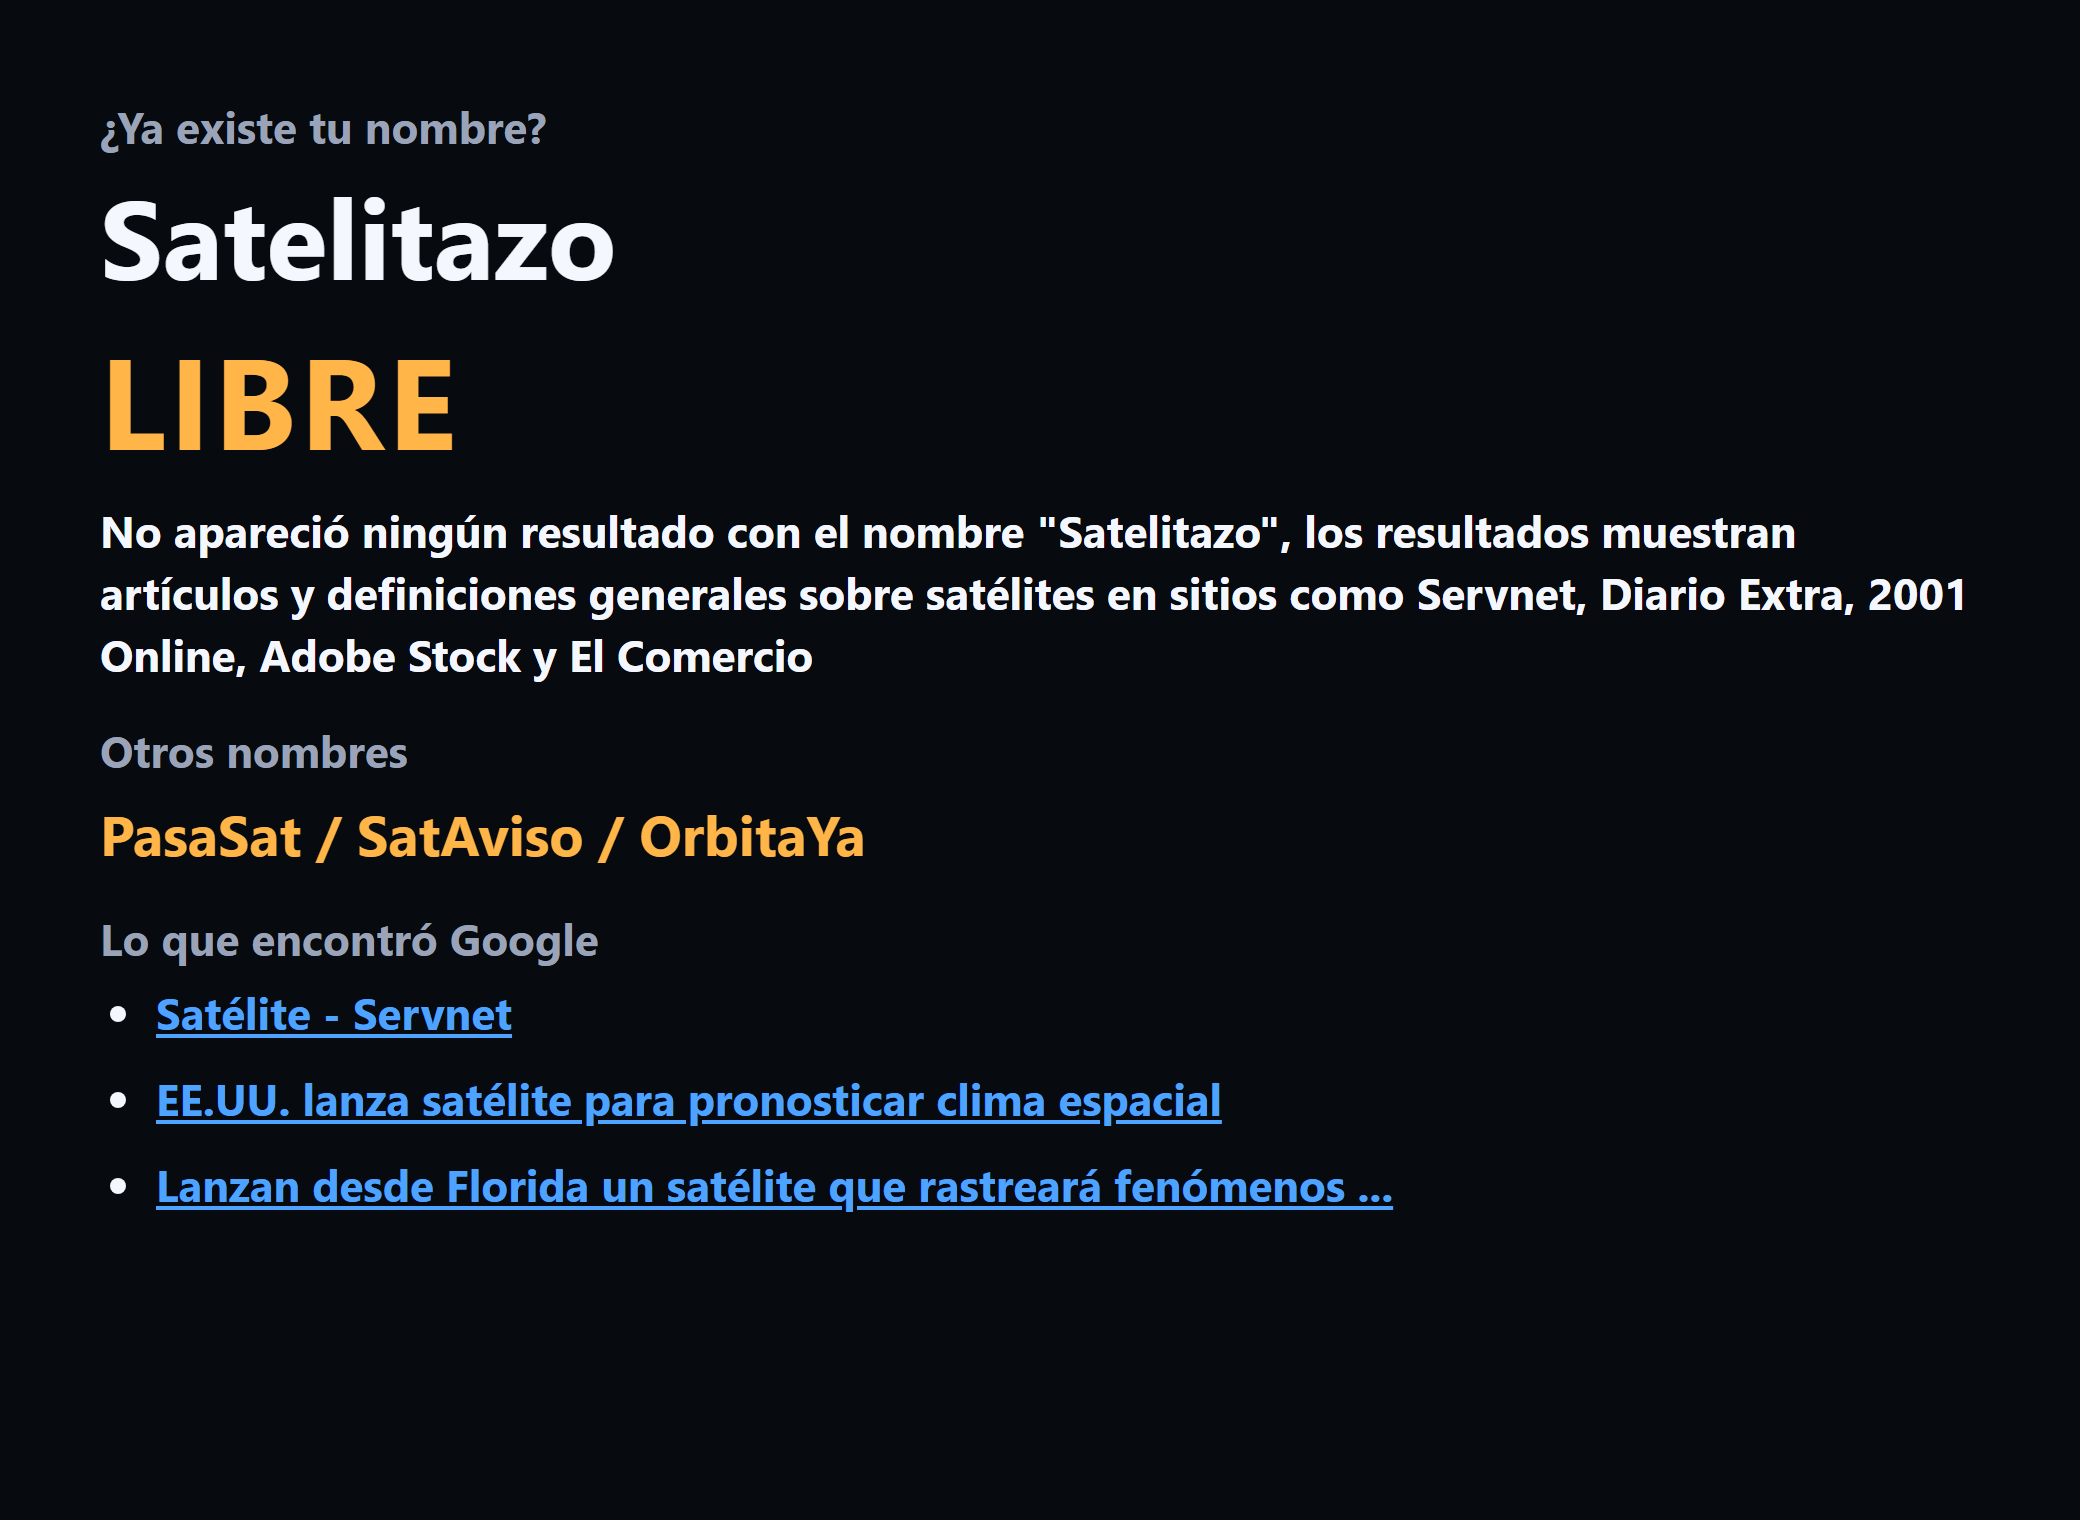 ¿Ya existe tu nombre?
Satelitazo
LIBRE
No apareció ningún resultado con el nombre "Satelitazo", los resultados muestran
artículos y definiciones generales sobre satélites en sitios como Servnet, Diario Extra, 2001
Online, Adobe Stock y El Comercio
Otros nombres
PasaSat / SatAviso / OrbitaYa
Lo que encontró Google
Satélite - Servnet
EE.UU. lanza satélite para pronosticar clima espacial
Lanzan desde Florida un satélite que rastreará fenómenos ...